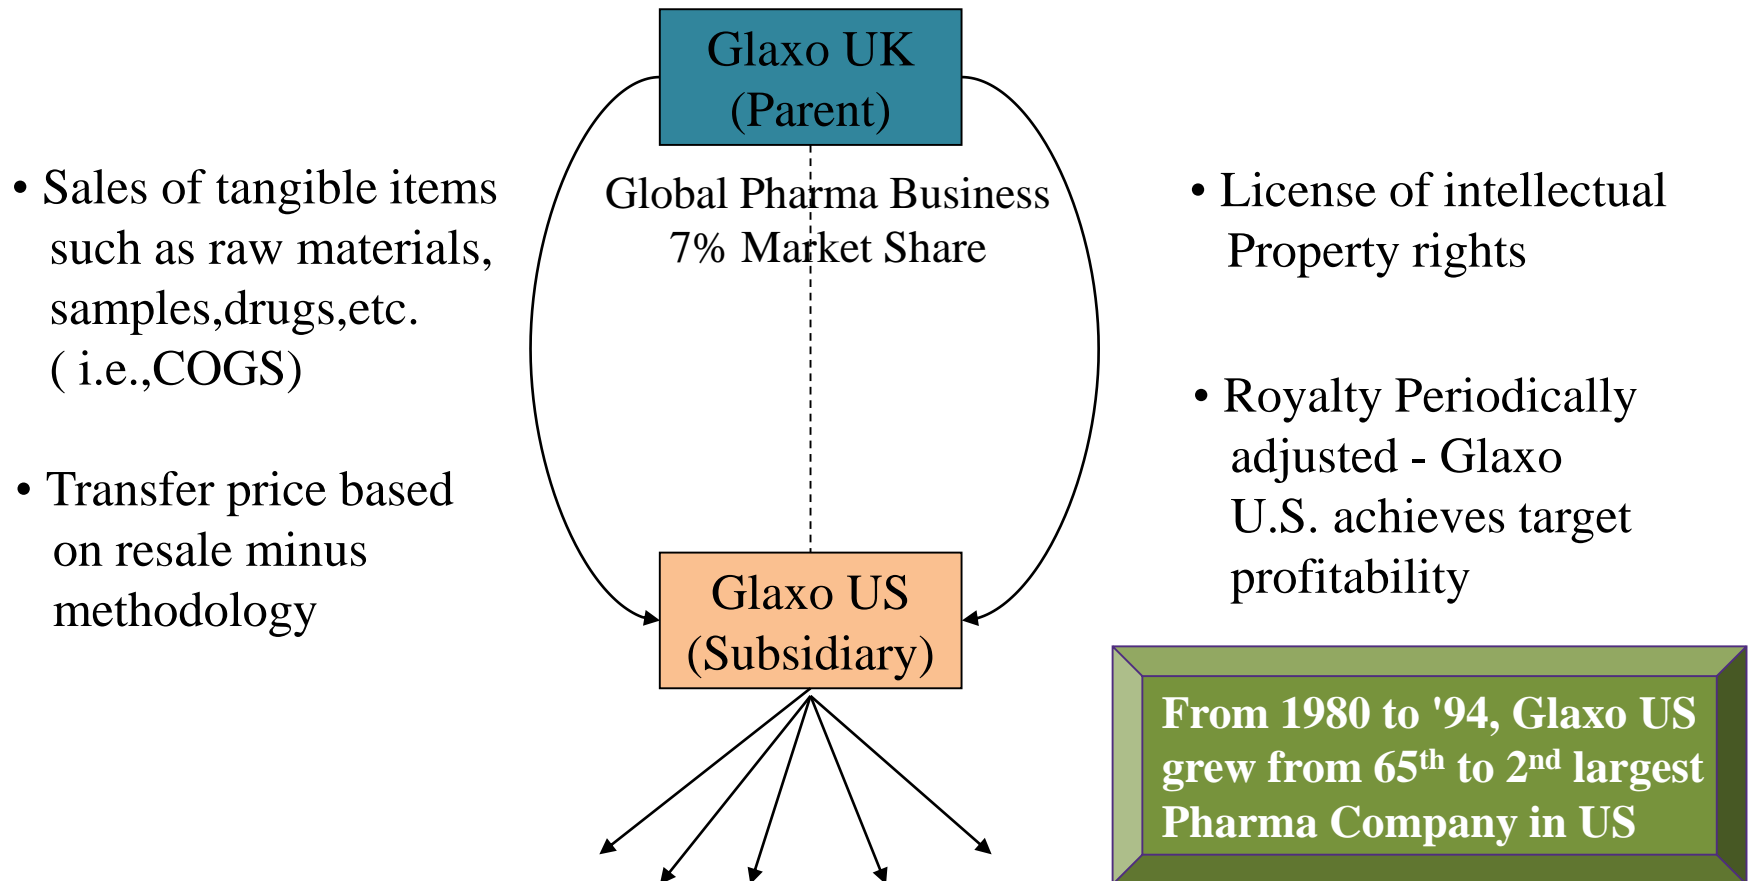 Glaxo UK
(Parent)
• Sales of tangible items
such as raw materials,
samples,drugs,etc.
( i.e.,COGS)
• Transfer price based
on resale minus
methodology
Global Pharma Business
7% Market Share
• License of intellectual
Property rights
• Royalty Periodically
adjusted - Glaxo
U.S. achieves target
profitability
Glaxo US
(Subsidiary)
From 1980 to '94, Glaxo US
grew from 65th to 2nd largest
Pharma Company in US